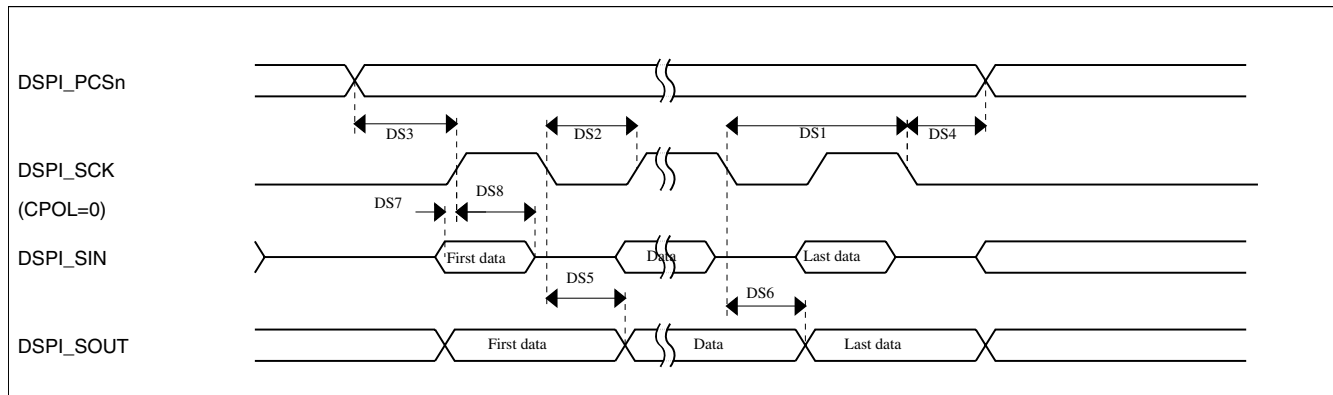 DSPI_PCSn
DS3
DS2
DS1
DS4
DSPI_SCK
(CPOL=0)
DS7
DS8
DSPI_SIN
First data
Data
Last data
DS5
DS6
DSPI_SOUT
First data
Data
Last data